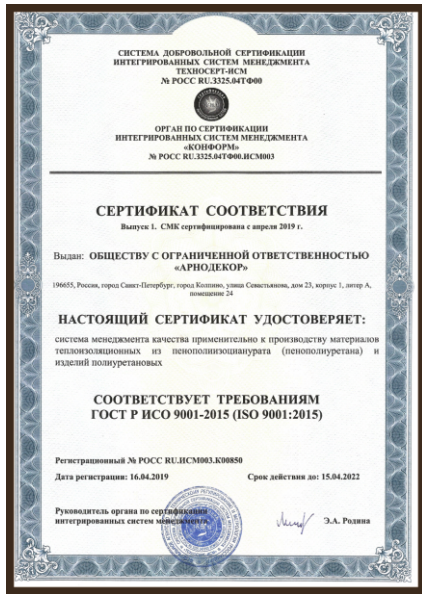 СИСТЕМА ДОБРОВОЛЬНОЙ СЕРТИФИКАЦИИ
ИНТЕГРИРОВАННЫХ СИСТЕМ МЕНЕДЖМЕНТА
ТЕХНОСЕРТ-ИСМ
№ РОСС RU.3325.04ТФ00
ОРГАН ПО СЕРТИФИКАЦИИ
ИНТЕГРИРОВАННЫХ СИСТЕМ МЕНЕДЖМЕНТА
«КОНФОРМ»
№ РОСС RU.3325.04ТФ00.ИСМ003
СЕРТИФИКАТ СООТВЕТСТВИЯ
Выпуск 1. СМК сертифицирована с апреля 2019 г.
Выдан: ОБЩЕСТВУ С ОГРАНИЧЕННОЙ ОТВЕТСТВЕННОСТЬЮ
«АРНОДЕКОР»
196655, Россия, город Санкт-Петербург, город Колпино, улица Севастьянова, дом 23, корпус 1, литер А,
помещение 24
НАСТОЯЩИЙ СЕРТИФИКАТ УДОСТОВЕРЯЕТ:
система менеджмента качества применительно к производству материалов
теплоизоляционных из пенополиизоцианурата (пенополиуретана) и
изделий полиуретановых
СООТВЕТСТВУЕТ ТРЕБОВАНИЯМ
ГОСТ Р ИСО 9001-2015 (ISO 9001:2015)
Регистрационный № РОСС RU.ИСМ003.К00850
Дата регистрации: 16.04.2019 Срок действия до: 15.04.2022
Руководитель органа по сертификации
интегрированных систем менеджмента Э.А. Родина